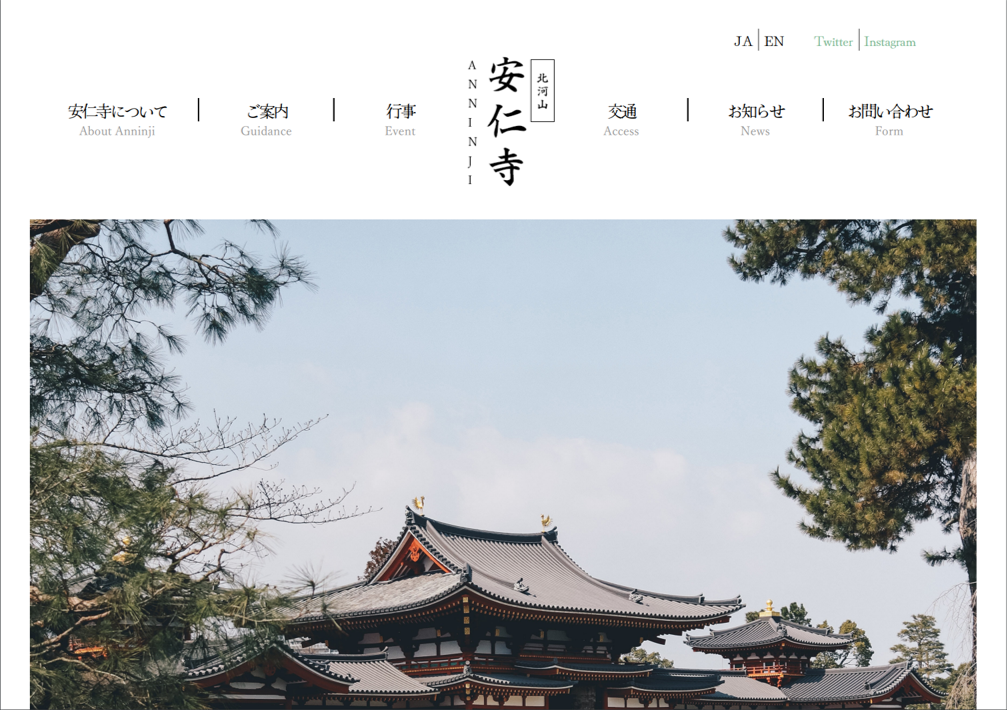 JA | EN
Twitter | Instagram
安仁寺について
About Anninji
ご案内
Guidance
行事
Event
ANNINJI
安仁寺
北河山
交通
Access
お知らせ
News
お問い合わせ
Form